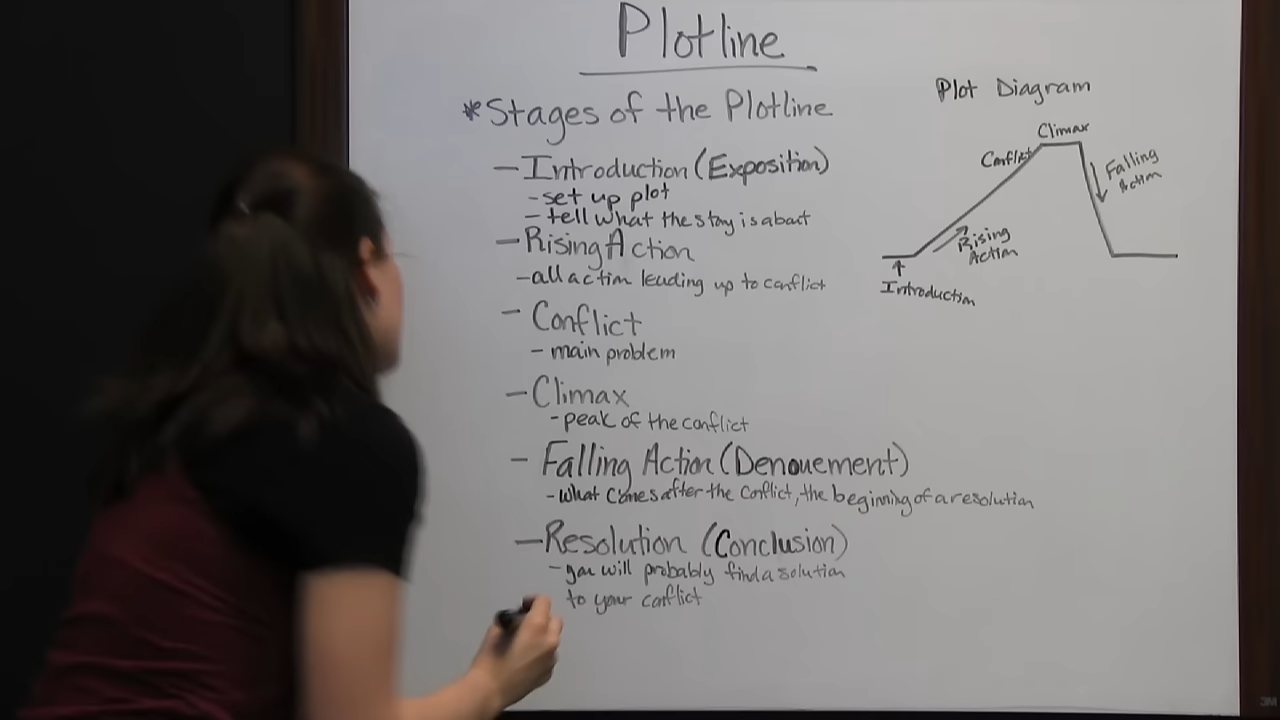 Plotline
*Stages of the Plotline
- Introduction (Exposition)
- set up plot
- tell what the stoy is about
- Rising Action
- all action leading up to conflict
- Conflict
- main problem
- Climax
- peak of the conflict
- Falling Action (Denouement)
- what comes after the conflict, the beginning of a resolution
- Resolution (Conclusion)
- you will probably find a solution
to your conflict
Plot Diagram
Climax
Conflict
Falling
Action
Rising
Action
Introduction
3M